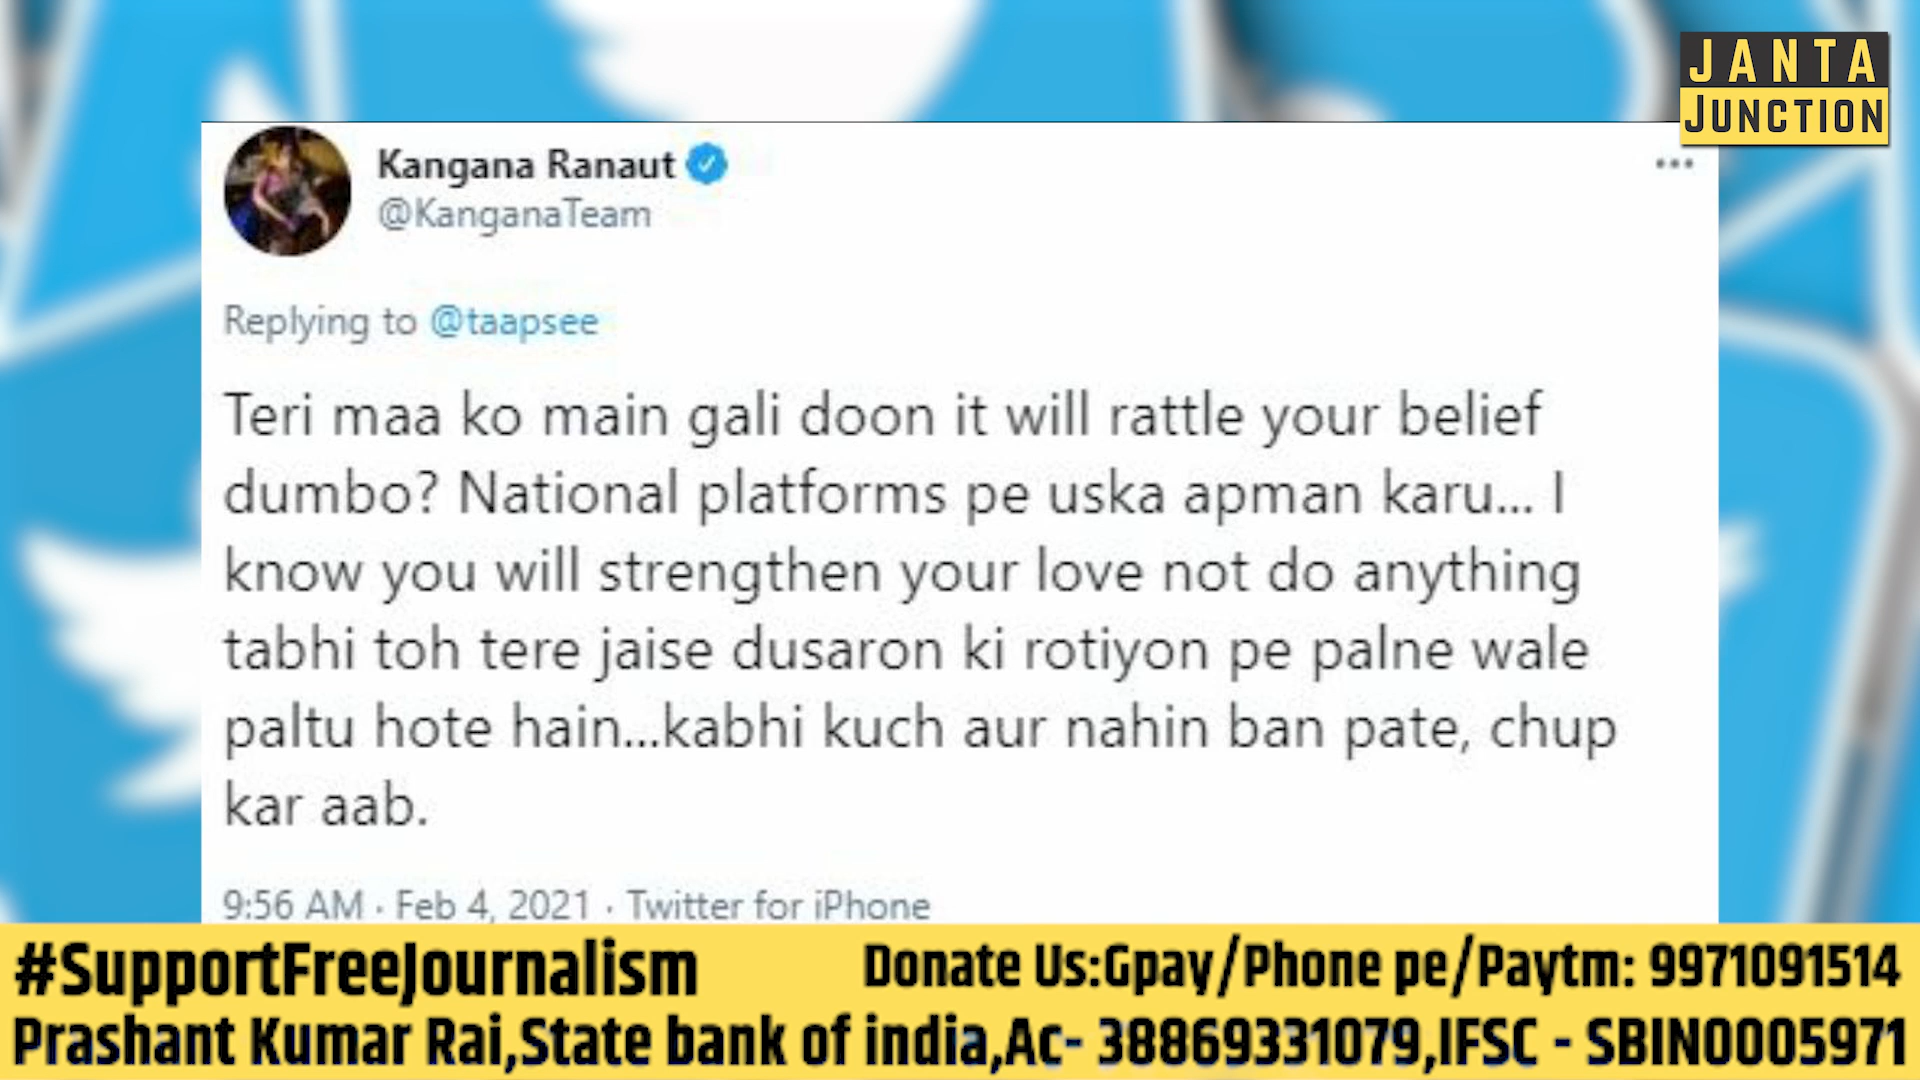 JANTA
JUNCTION
Kangana Ranaut
@KanganaTeam
Replying to @taapsee
Teri maa ko main gali doon it will rattle your belief
dumbo? National platforms pe uska apman karu... I
know you will strengthen your love not do anything
tabhi toh tere jaise dusaron ki rotiyon pe palne wale
paltu hote hain...kabhi kuch aur nahin ban pate, chup
kar aab.
9:56 AM · Feb 4, 2021 · Twitter for iPhone
#SupportFreeJournalism Donate Us:Gpay/Phone pe/Paytm: 9971091514
Prashant Kumar Rai,State bank of india,Ac- 38869331079,IFSC - SBIN0005971